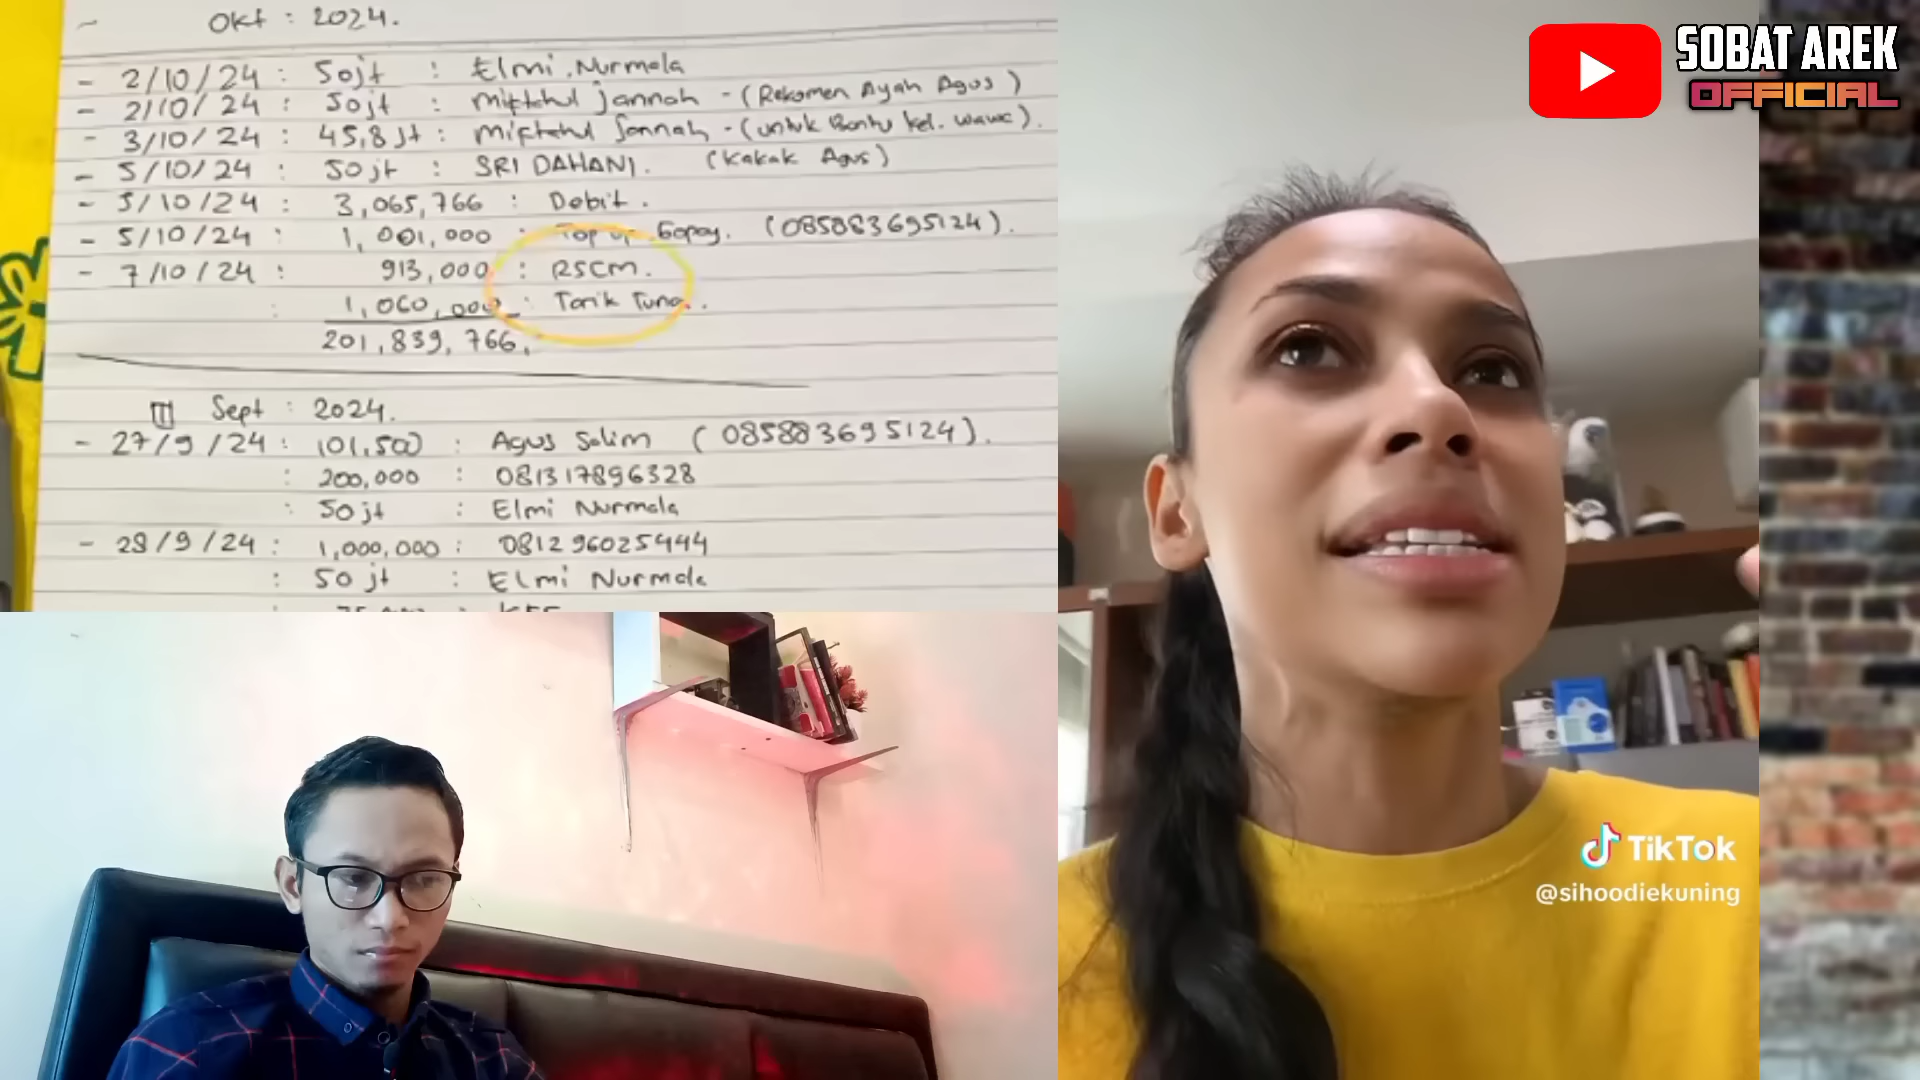 - Okt : 2024.
- 2/10/24 : 50jt : Elmi Nurmala
- 2/10/24 : 50jt : Miftahul Jannah - (Rekomen Ayah Agus)
- 3/10/24 : 45,8 jt : Miftahul Jannah - (untuk Bantu kel. wawa).
- 5/10/24 : 50jt : SRI DAHANI. (Kakak Agus)
- 5/10/24 : 3,065,766 : Debit.
- 5/10/24 : 1,001,000 : Top up Gopay. (085883695124).
- 7/10/24 : 913,000 : RSCM.
: 1,060,000 : Tarik Tunai.
201,839,766,
III Sept : 2024.
- 27/9/24 : 101,500 : Agus Salim (085883695124).
: 200,000 : 081317896328
: 50jt : Elmi Nurmala
- 28/9/24 : 1,000,000 : 081296025444
: 50 jt : Elmi Nurmala
: KFC
SOBAT AREK
OFFICIAL
TikTok
@sihoodiekuning